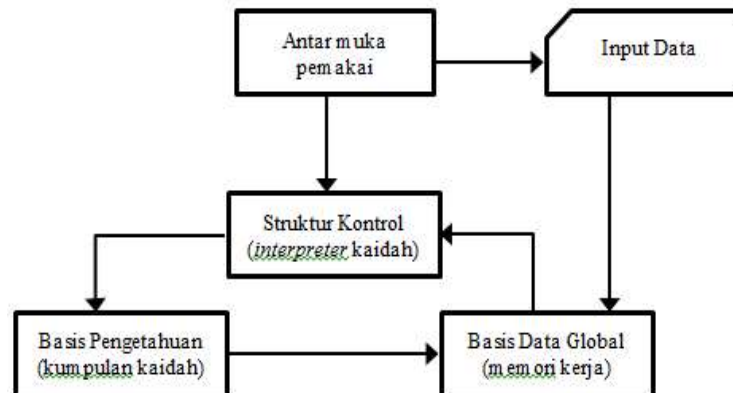 Antar muka
pemakai
Input Data
Struktur Kontrol
(interpreter kaidah)
Basis Pengetahuan
(kumpulan kaidah)
Basis Data Global
(memori kerja)